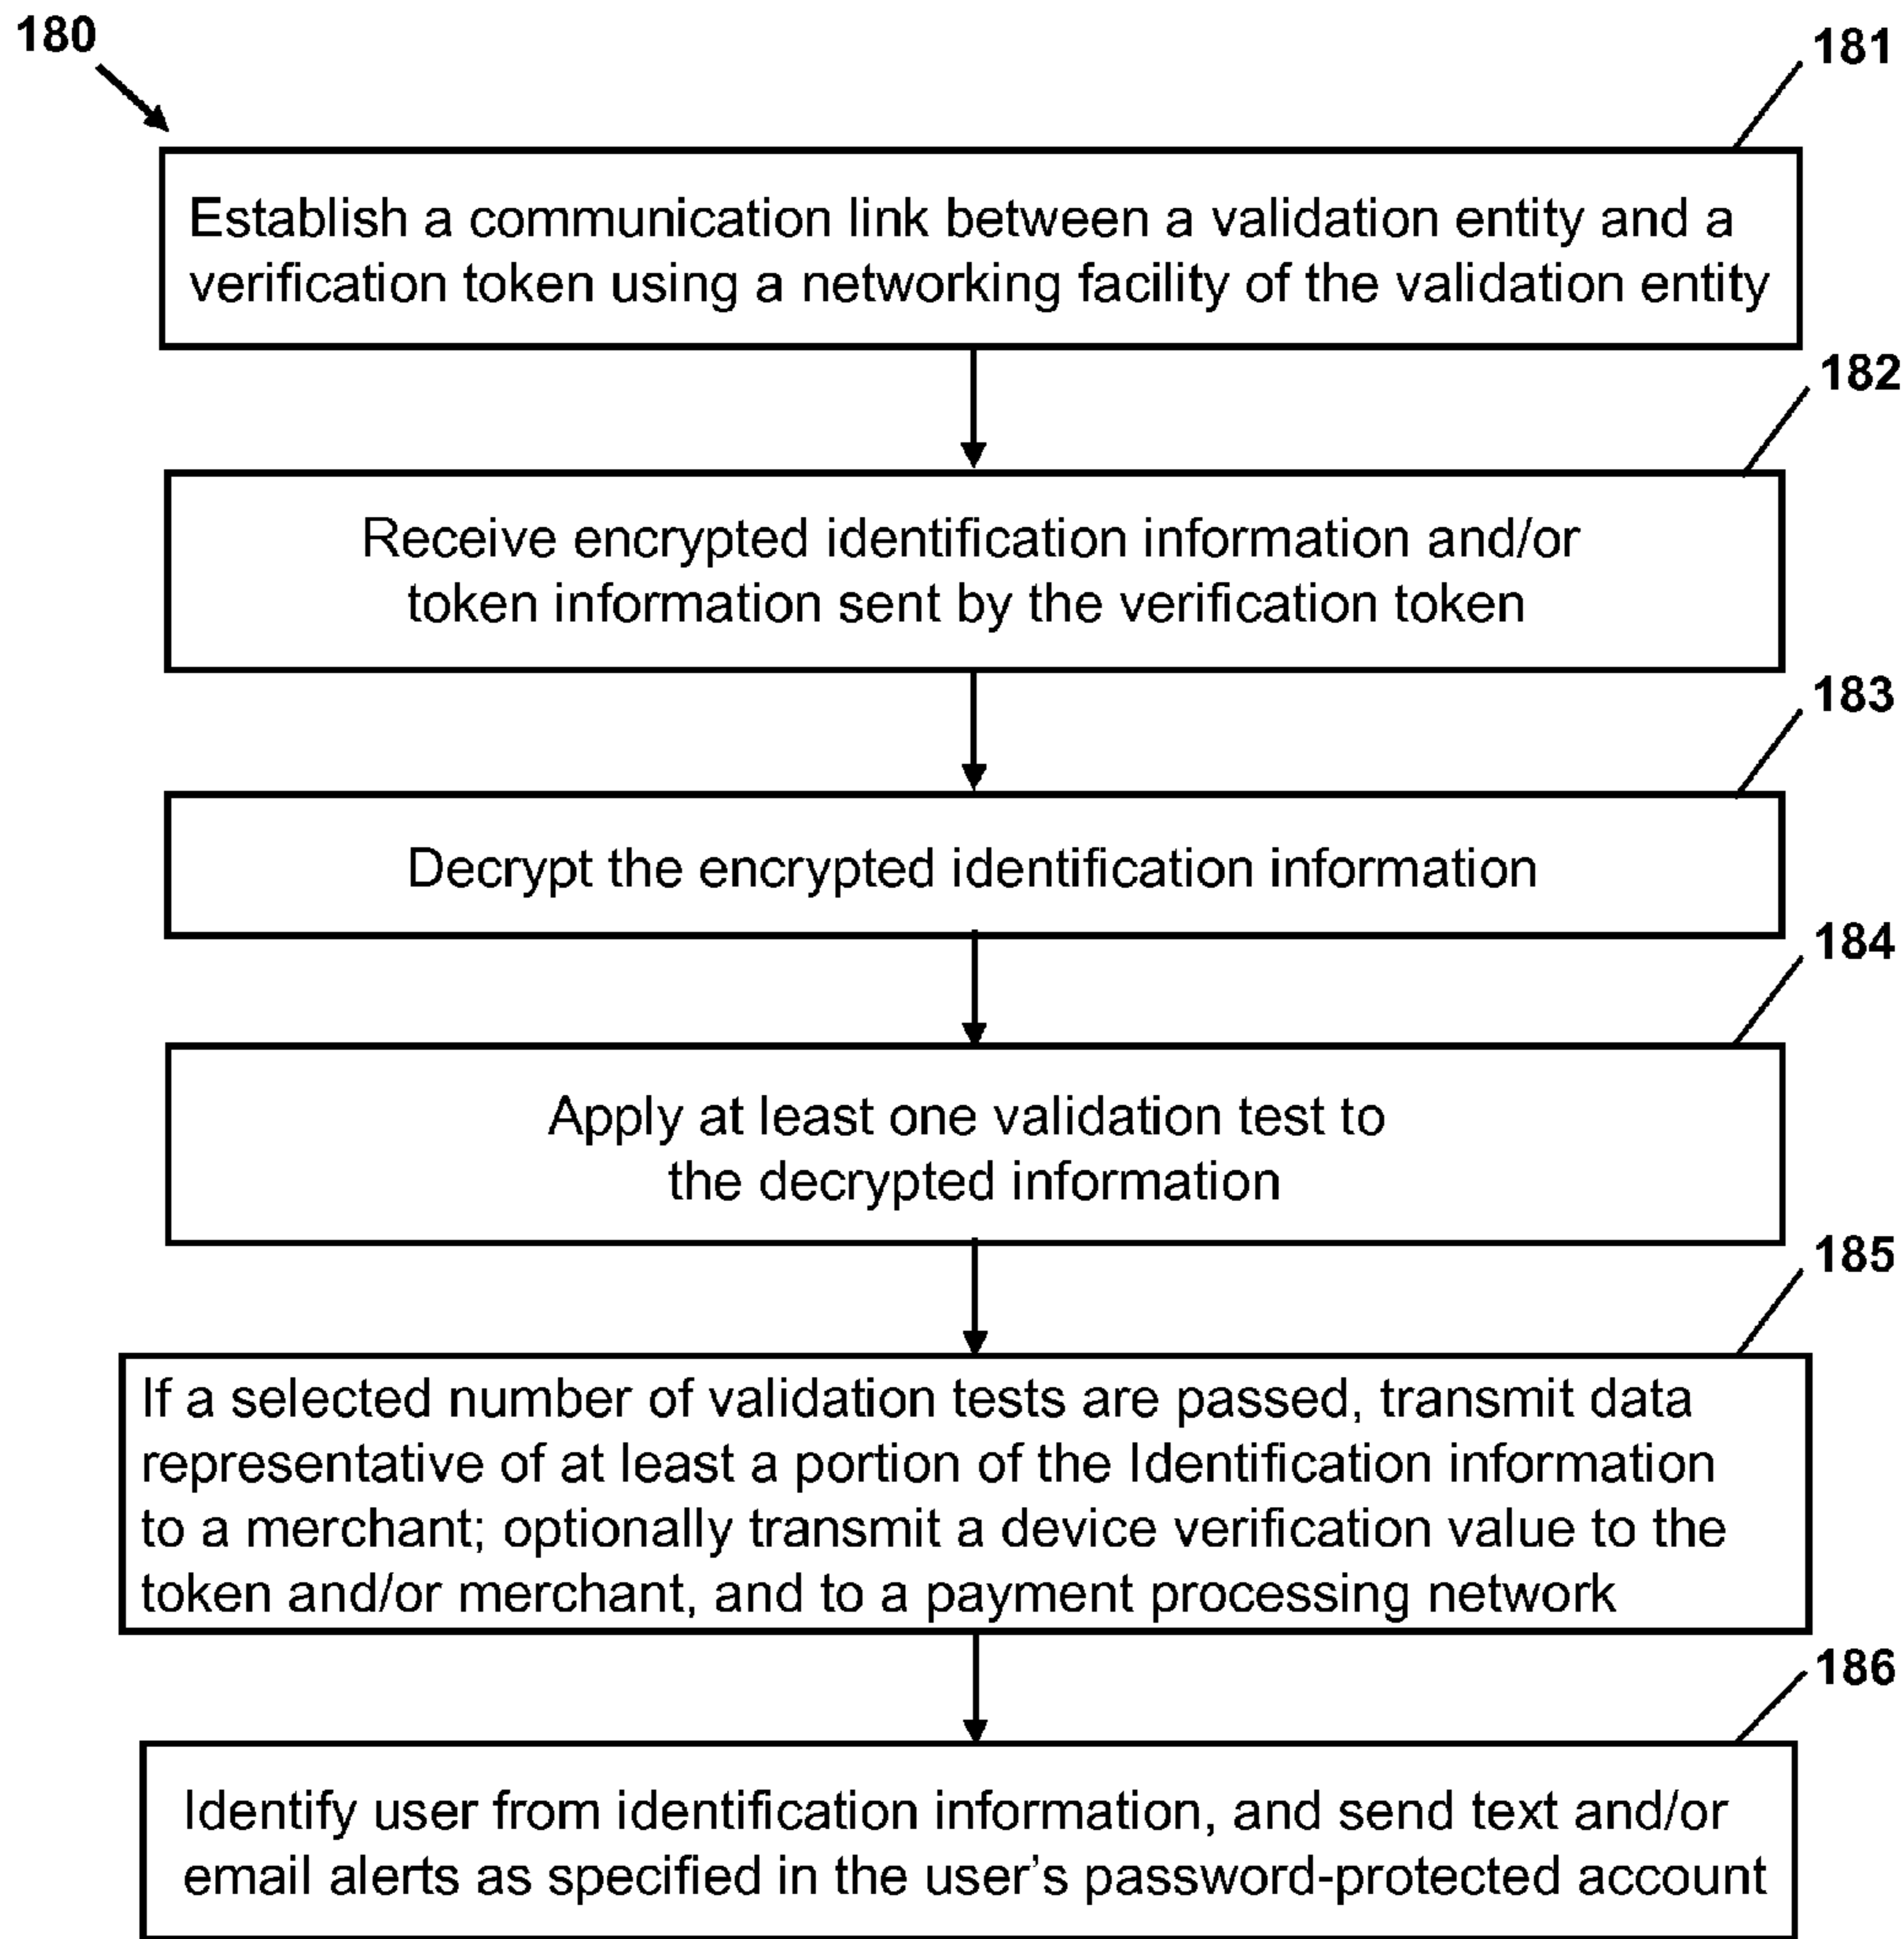 180
181
Establish a communication link between a validation entity and a
verification token using a networking facility of the validation entity
182
Receive encrypted identification information and/or
token information sent by the verification token
183
Decrypt the encrypted identification information
184
Apply at least one validation test to
the decrypted information
185
If a selected number of validation tests are passed, transmit data
representative of at least a portion of the Identification information
to a merchant; optionally transmit a device verification value to the
token and/or merchant, and to a payment processing network
186
Identify user from identification information, and send text and/or
email alerts as specified in the user's password-protected account